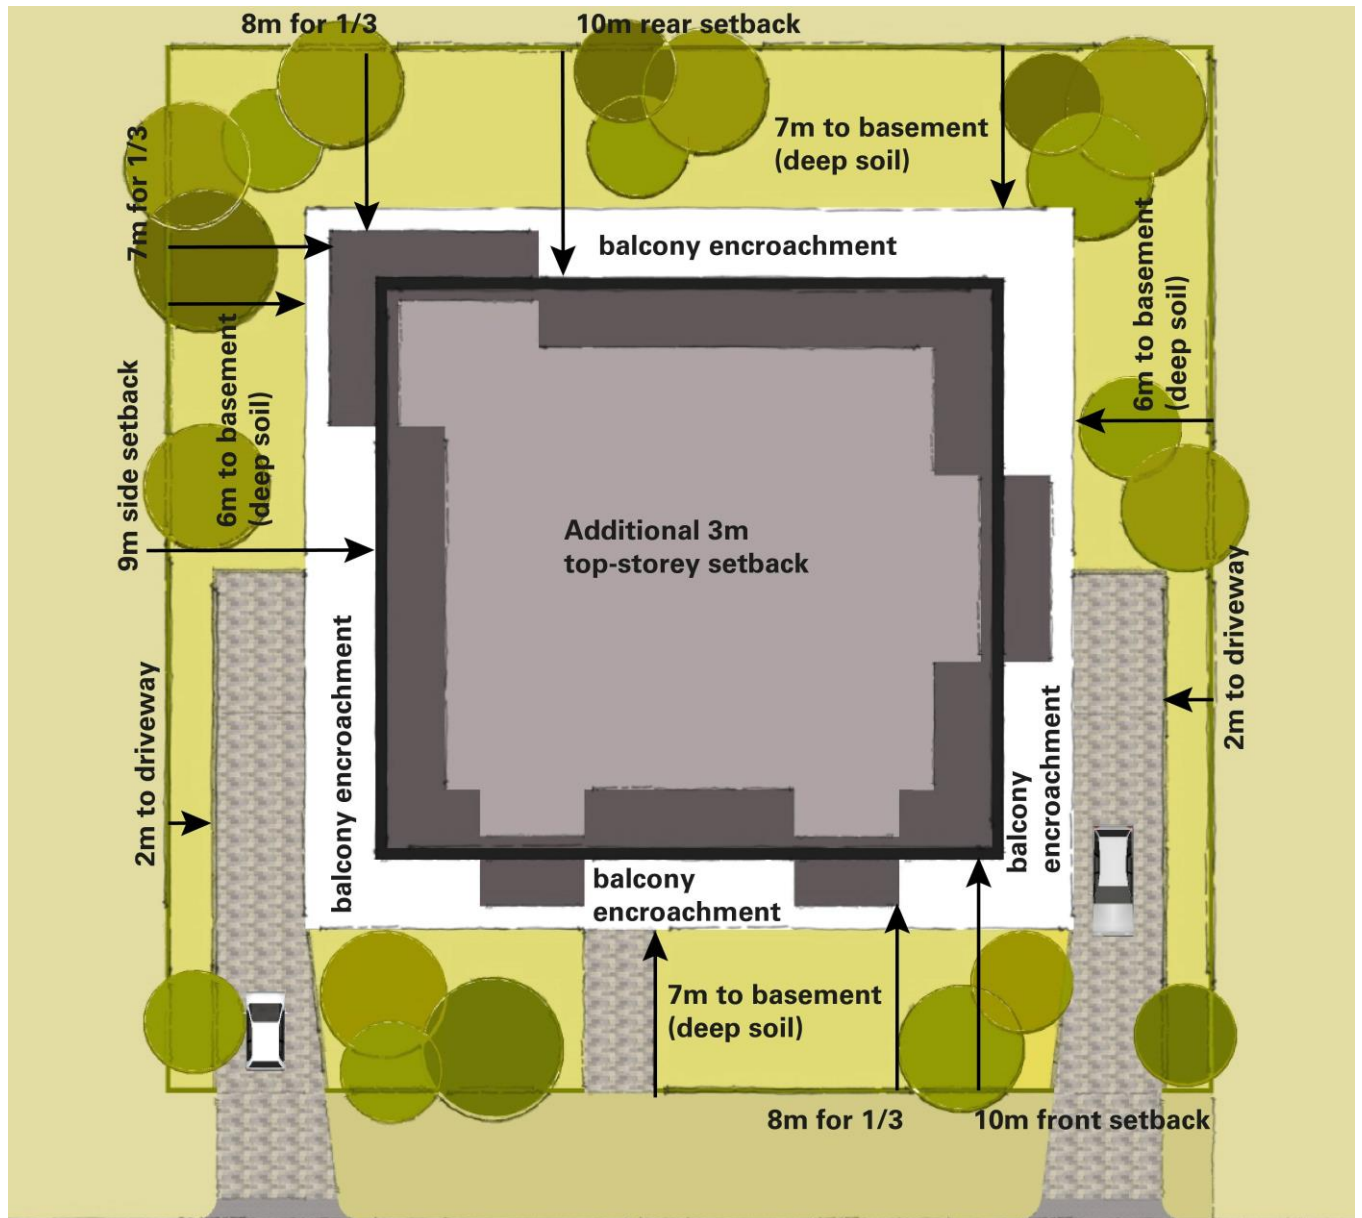 8m for 1/3
10m rear setback
7m to basement
(deep soil)
7m for 1/3
balcony encroachment
6m to basement
(deep soil)
6m to basement
(deep soil)
9m side setback
Additional 3m
top-storey setback
balcony encroachment
2m to driveway
2m to driveway
balcony
encroachment
balcony
encroachment
7m to basement
(deep soil)
8m for 1/3
10m front setback